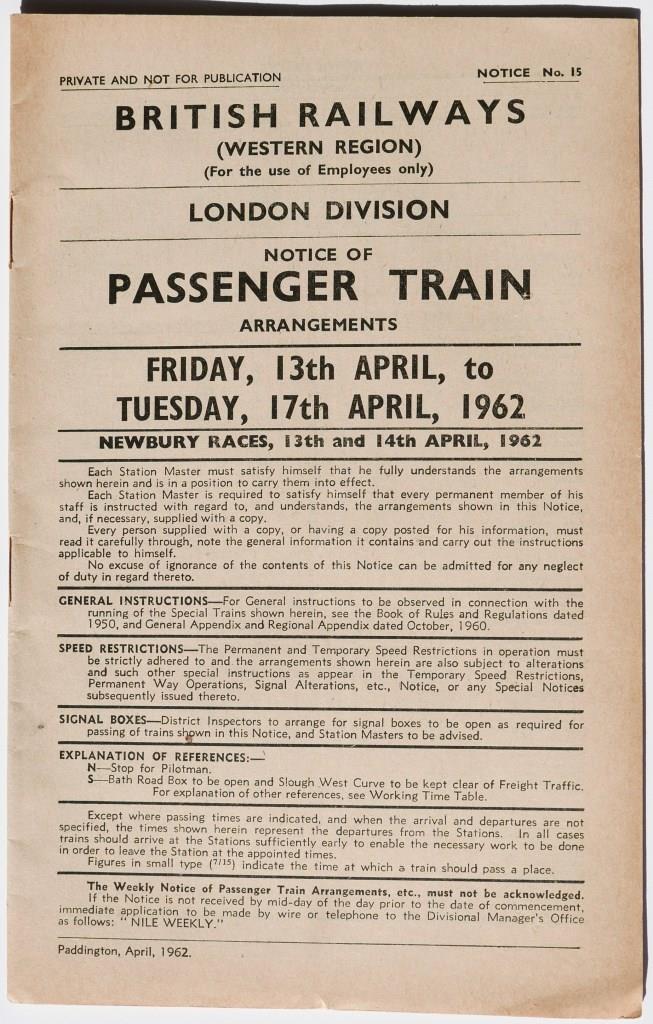 PRIVATE AND NOT FOR PUBLICATION
NOTICE No. 15
BRITISH RAILWAYS
(WESTERN REGION)
(For the use of Employees only)
LONDON DIVISION
NOTICE OF
PASSENGER TRAIN
ARRANGEMENTS
FRIDAY, 13th APRIL, to
TUESDAY, 17th APRIL, 1962
NEWBURY RACES, 13th and 14th APRIL, 1962
Each Station Master must satisfy himself that he fully understands the arrangements
shown herein and is in a position to carry them into effect.
Each Station Master is required to satisfy himself that every permanent member of his
staff is instructed with regard to, and understands, the arrangements shown in this Notice,
and, if necessary, supplied with a copy.
Every person supplied with a copy, or having a copy posted for his information, must
read it carefully through, note the general information it contains and carry out the instructions
applicable to himself.
No excuse of ignorance of the contents of this Notice can be admitted for any neglect
of duty in regard thereto.
GENERAL INSTRUCTIONS—For General instructions to be observed in connection with the
running of the Special Trains shown herein, see the Book of Rules and Regulations dated
1950, and General Appendix and Regional Appendix dated October, 1960.
SPEED RESTRICTIONS—The Permanent and Temporary Speed Restrictions in operation must
be strictly adhered to and the arrangements shown herein are also subject to alterations
and such other special instructions as appear in the Temporary Speed Restrictions,
Permanent Way Operations, Signal Alterations, etc., Notice, or any Special Notices
subsequently issued thereto.
SIGNAL BOXES—District Inspectors to arrange for signal boxes to be open as required for
passing of trains shown in this Notice, and Station Masters to be advised.
EXPLANATION OF REFERENCES:—
N—Stop for Pilotman.
S—Bath Road Box to be open and Slough West Curve to be kept clear of Freight Traffic.
For explanation of other references, see Working Time Table.
Except where passing times are indicated, and when the arrival and departures are not
specified, the times shown herein represent the departures from the Stations. In all cases
trains should arrive at the Stations sufficiently early to enable the necessary work to be done
in order to leave the Station at the appointed times.
Figures in small type (7/15) indicate the time at which a train should pass a place.
The Weekly Notice of Passenger Train Arrangements, etc., must not be acknowledged.
If the Notice is not received by mid-day of the day prior to the date of commencement,
immediate application to be made by wire or telephone to the Divisional Manager's Office
as follows: "NILE WEEKLY."
Paddington, April, 1962.